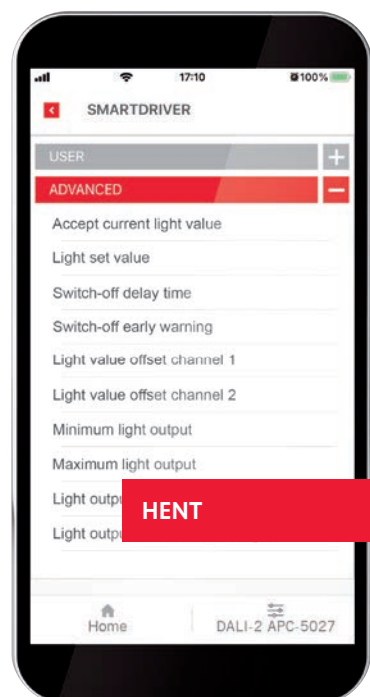 17:10 100%
SMARTDRIVER
USER
ADVANCED
Accept current light value
Light set value
Switch-off delay time
Switch-off early warning
Light value offset channel 1
Light value offset channel 2
Minimum light output
Maximum light output
Light
HENT
Light
Home DALI-2 APC-5027